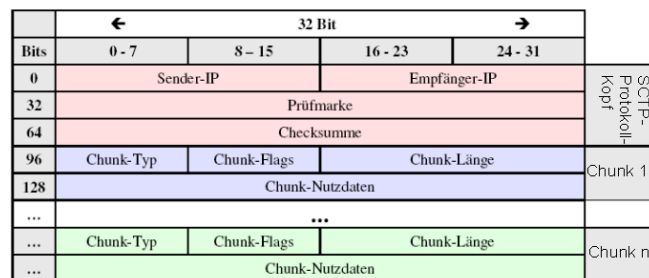 ← 32 Bit →
Bits 0 - 7 8 – 15 16 - 23 24 - 31
0 Sender-IP Empfänger-IP
32 Prüfmarke
64 Checksumme
SCTP-
Protokoll-
Kopf
96 Chunk-Typ Chunk-Flags Chunk-Länge
128 Chunk-Nutzdaten
Chunk 1
... ...
... Chunk-Typ Chunk-Flags Chunk-Länge
... Chunk-Nutzdaten
Chunk n